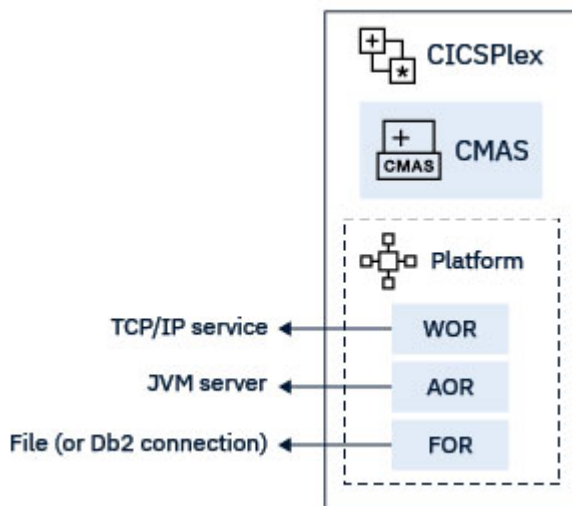 CICSPlex
CMAS
CMAS
Platform
TCP/IP service
WOR
JVM server
AOR
File (or Db2 connection)
FOR